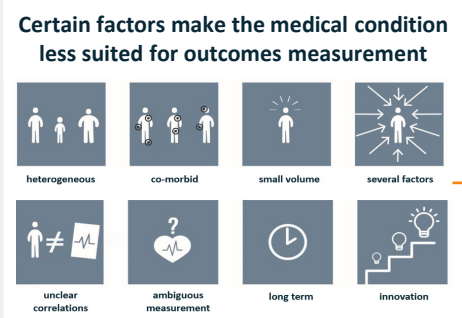 Certain factors make the medical condition
less suited for outcomes measurement
heterogeneous
co-morbid
small volume
several factors
?
≠
unclear
correlations
ambiguous
measurement
long term
innovation